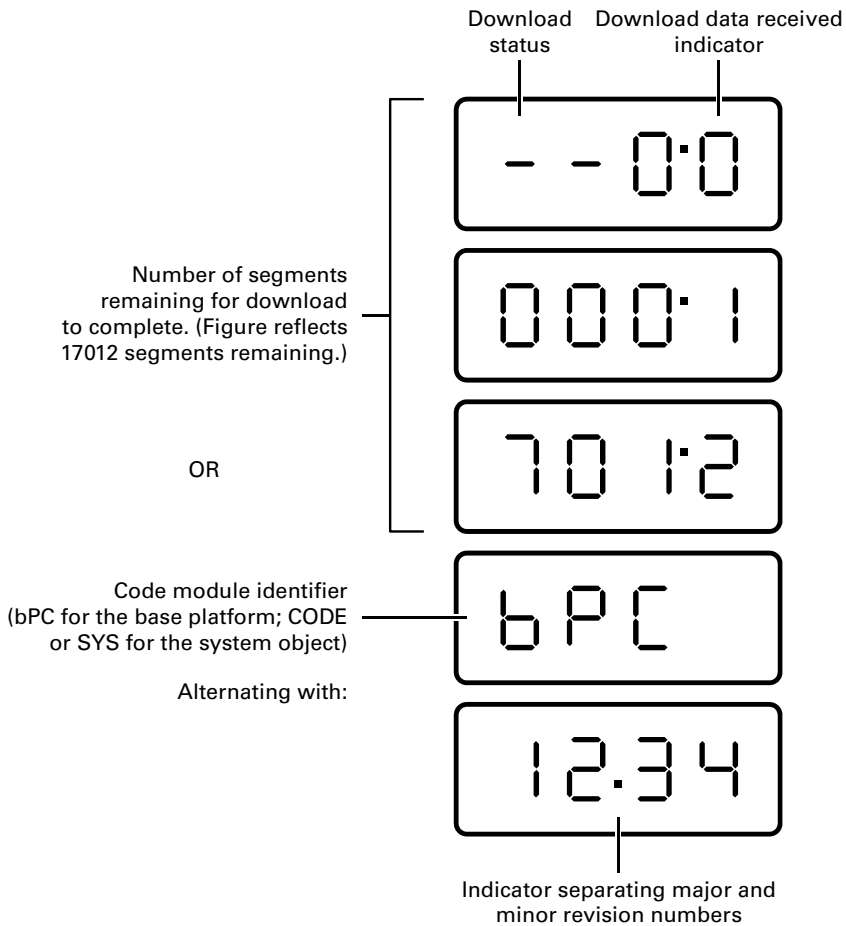 Download
status
Download data received
indicator
-- 0·0
Number of segments
remaining for download
to complete. (Figure reflects
17012 segments remaining.)
000·1
OR
701·2
Code module identifier
(bPC for the base platform; CODE
or SYS for the system object)
bPC
Alternating with:
12.34
Indicator separating major and
minor revision numbers